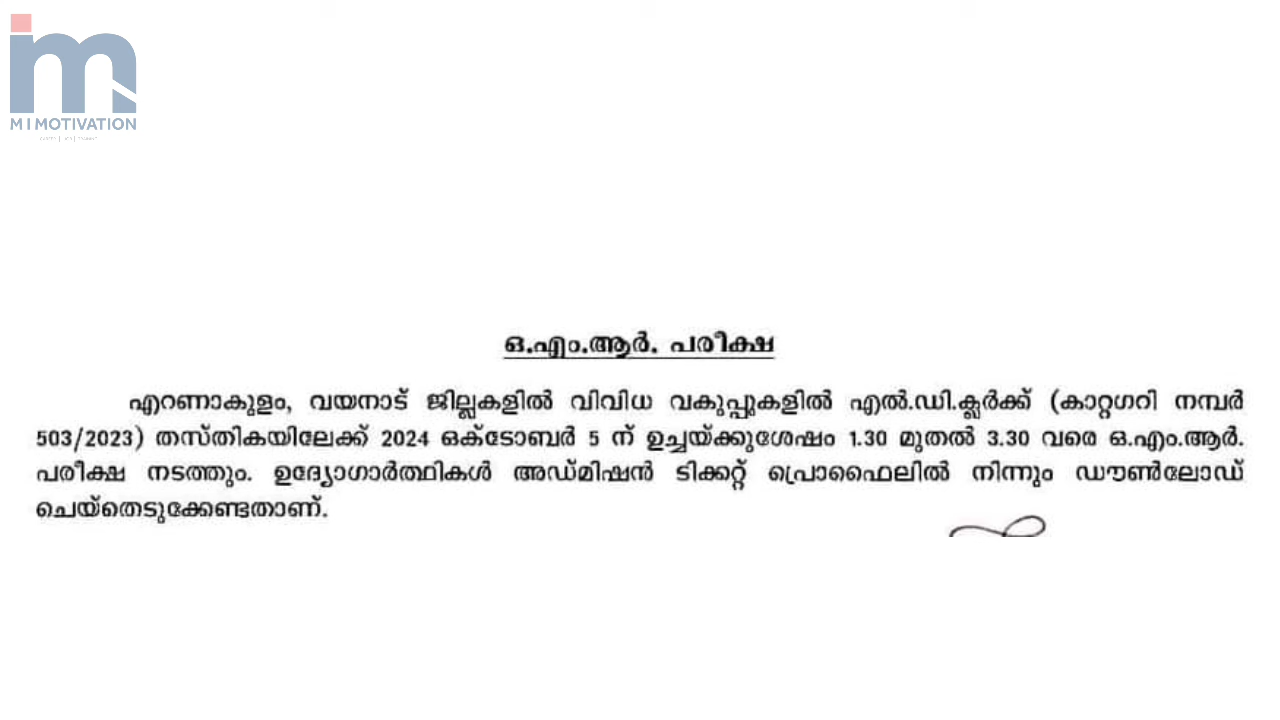 M I MOTIVATION
ഒ.എം.ആർ. പരീക്ഷ
എറണാകുളം, വയനാട് ജില്ലകളിൽ വിവിധ വകുപ്പുകളിൽ എൽ.ഡി.ക്ലർക്ക് (കാറ്റഗറി നമ്പർ
503/2023) തസ്തികയിലേക്ക് 2024 ഒക്ടോബർ 5 ന് ഉച്ചയ്ക്കുശേഷം 1.30 മുതൽ 3.30 വരെ ഒ.എം.ആർ.
പരീക്ഷ നടത്തും. ഉദ്യോഗാർത്ഥികൾ അഡ്മിഷൻ ടിക്കറ്റ് പ്രൊഫൈലിൽ നിന്നും ഡൗൺലോഡ്
ചെയ്തെടുക്കേണ്ടതാണ്.